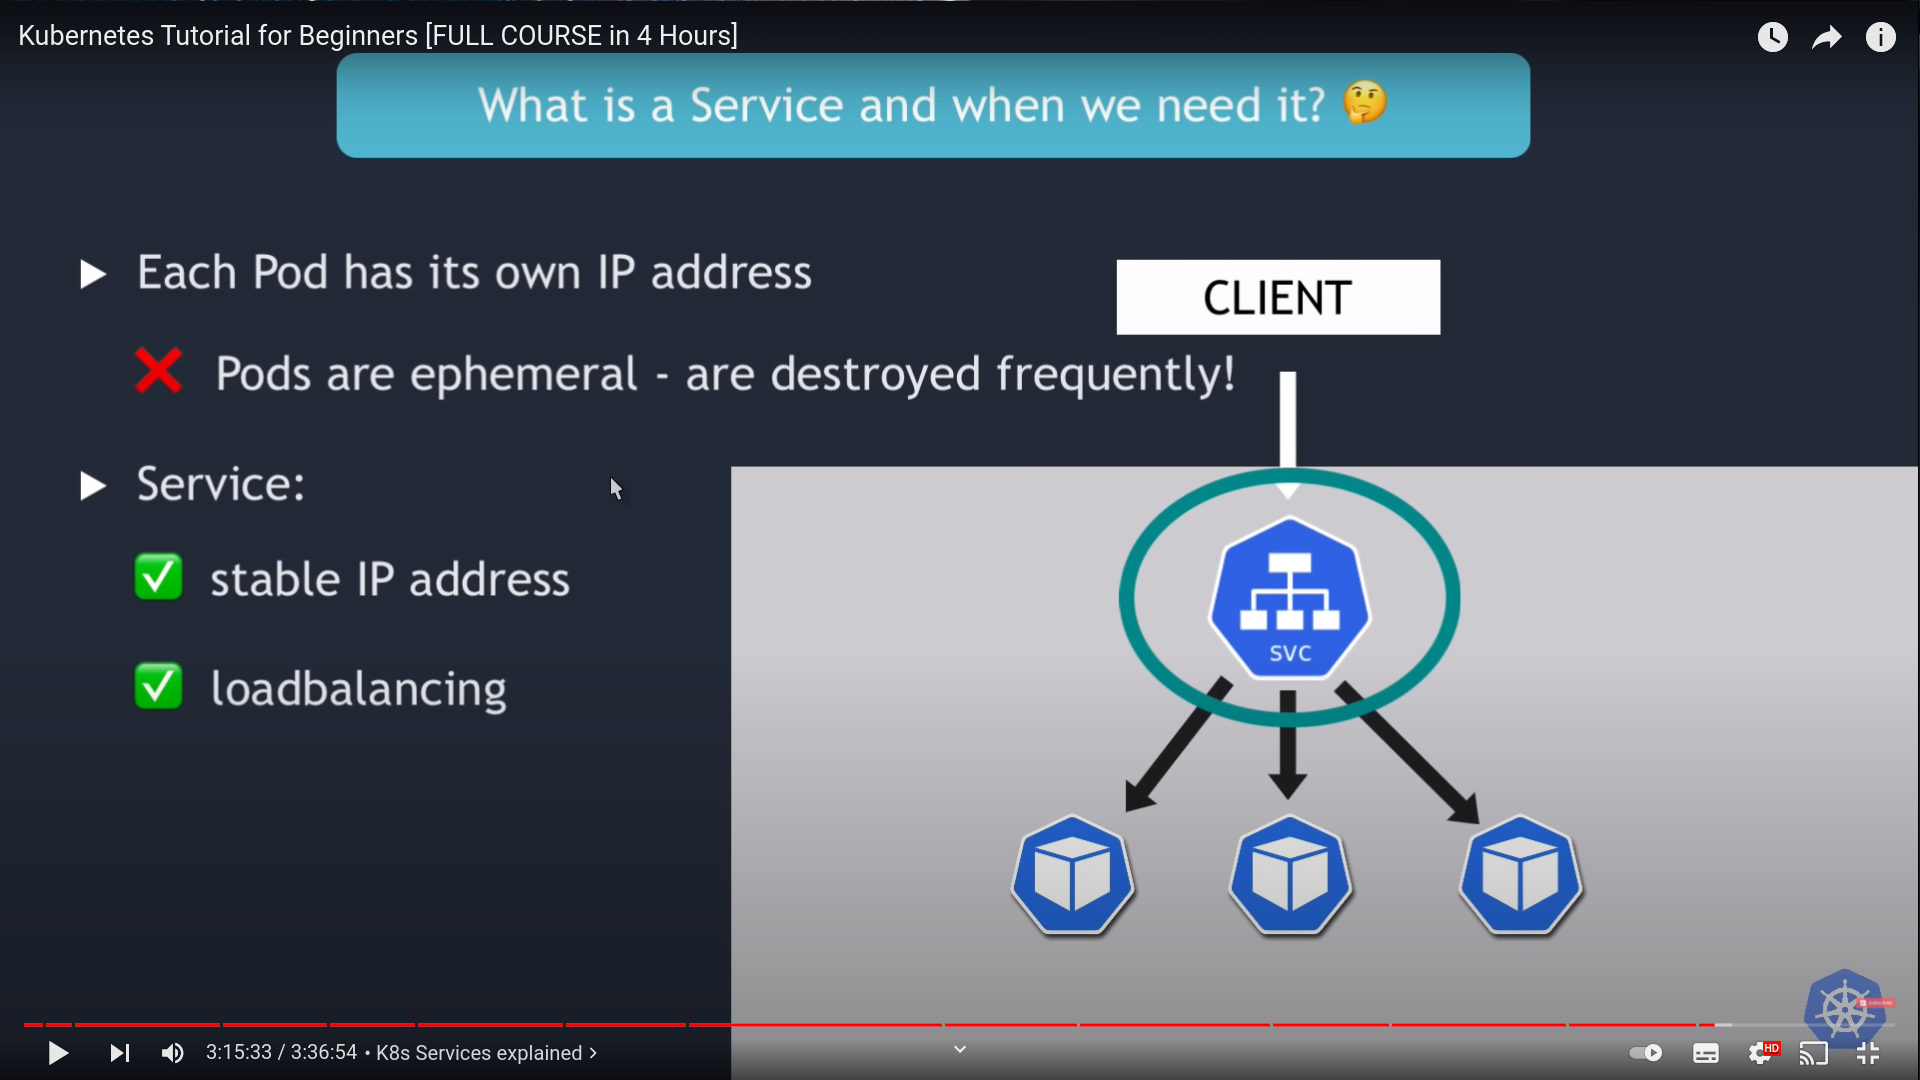 Kubernetes Tutorial for Beginners [FULL COURSE in 4 Hours]
What is a Service and when we need it? 🤔
Each Pod has its own IP address
CLIENT
Pods are ephemeral - are destroyed frequently!
Service:
stable IP address
svc
loadbalancing
3:15:33 / 3:36:54 • K8s Services explained
HD